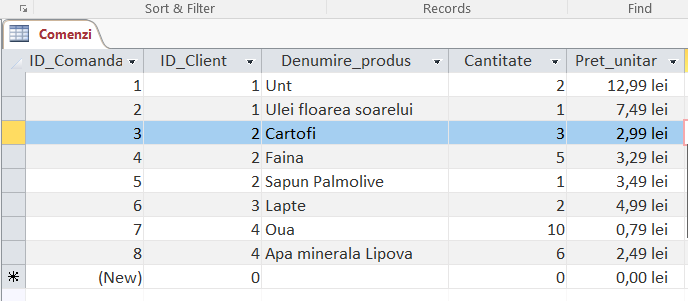 Sort & Filter Records Find
Comenzi
ID_Comanda ID_Client Denumire_produs Cantitate Pret_unitar
1 1 Unt 2 12,99 lei
2 1 Ulei floarea soarelui 1 7,49 lei
3 2 Cartofi 3 2,99 lei
4 2 Faina 5 3,29 lei
5 2 Sapun Palmolive 1 3,49 lei
6 3 Lapte 2 4,99 lei
7 4 Oua 10 0,79 lei
8 4 Apa minerala Lipova 6 2,49 lei
(New) 0 0 0,00 lei